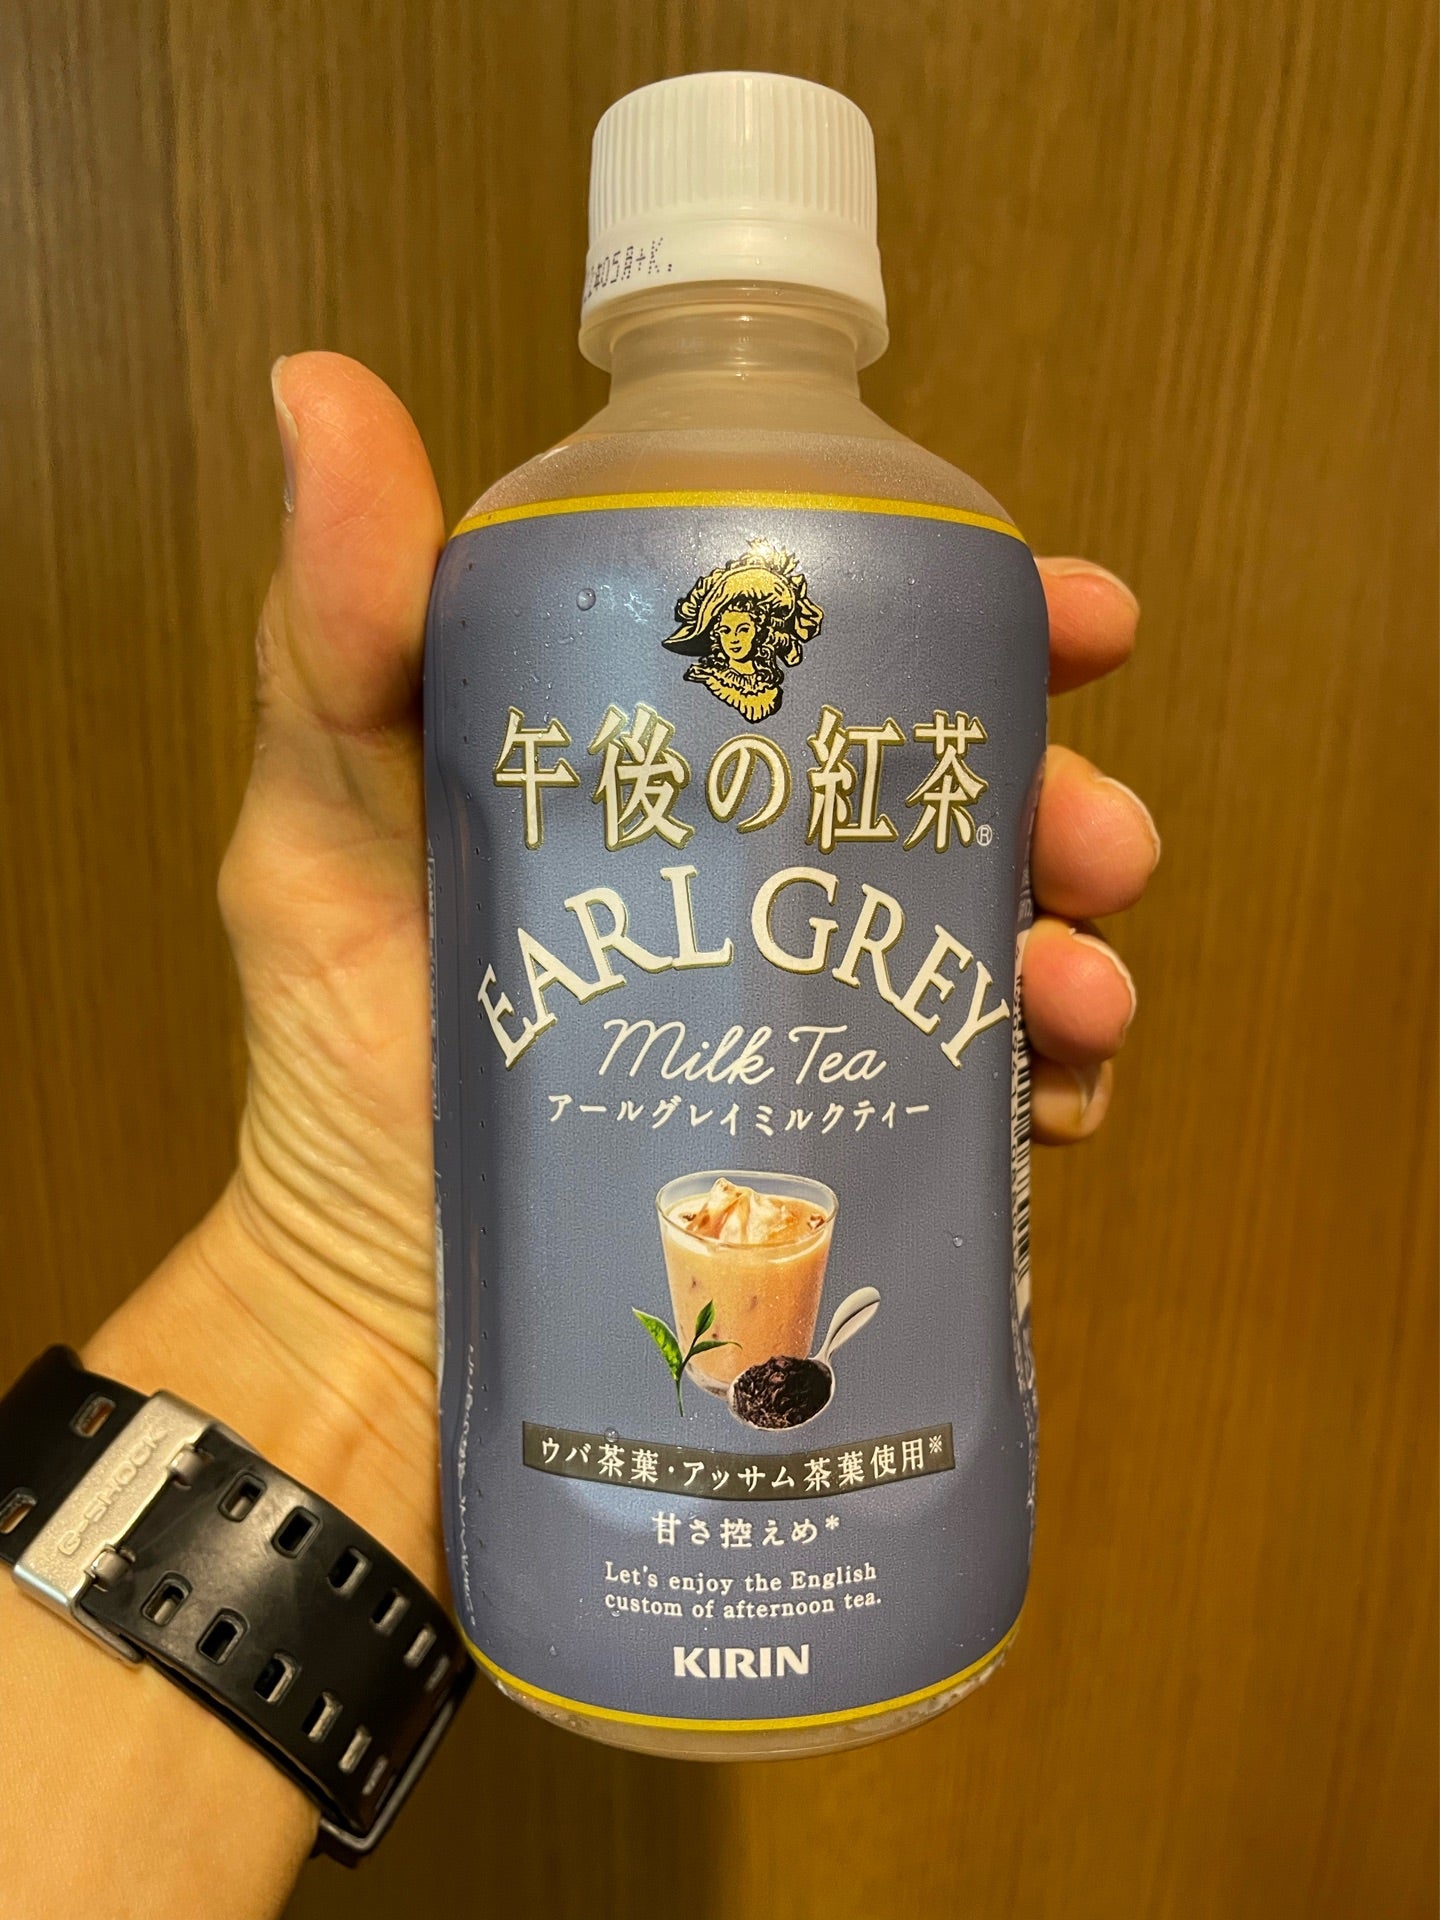 05A+K.
午後の紅茶®
EARL GREY
Milk Tea
アールグレイミルクティー
ウバ茶葉・アッサム茶葉使用※
甘さ控えめ*
Let's enjoy the English
custom of afternoon tea.
KIRIN
G-SHOCK